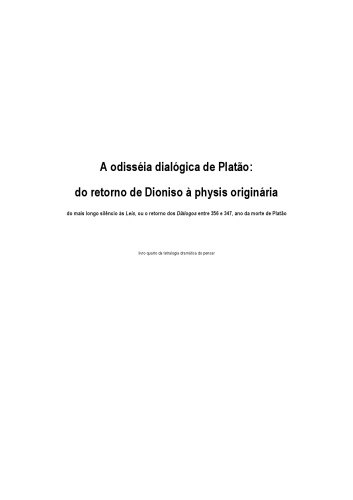 A odisséia dialógica de Platão:
do retorno de Dioniso à physis originária
do mais longo silêncio às Leis, ou o retorno dos Diálogos entre 356 e 347, ano da morte de Platão
livro quarto da tetralogia dramática do pensar